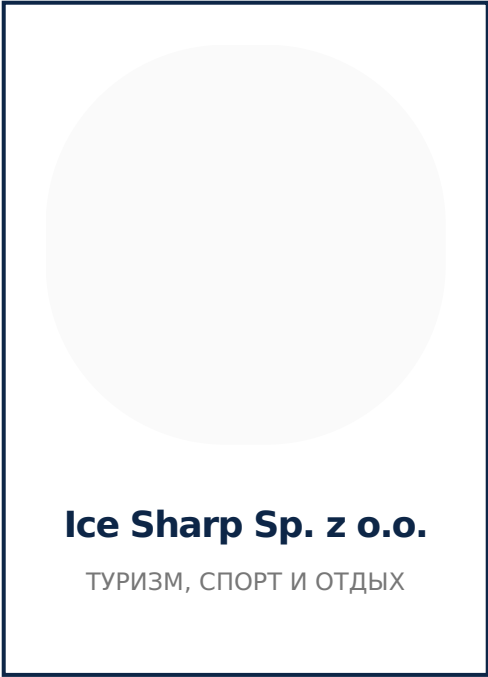 Ice Sharp Sp. z o.o.
ТУРИЗМ, СПОРТ И ОТДЫХ